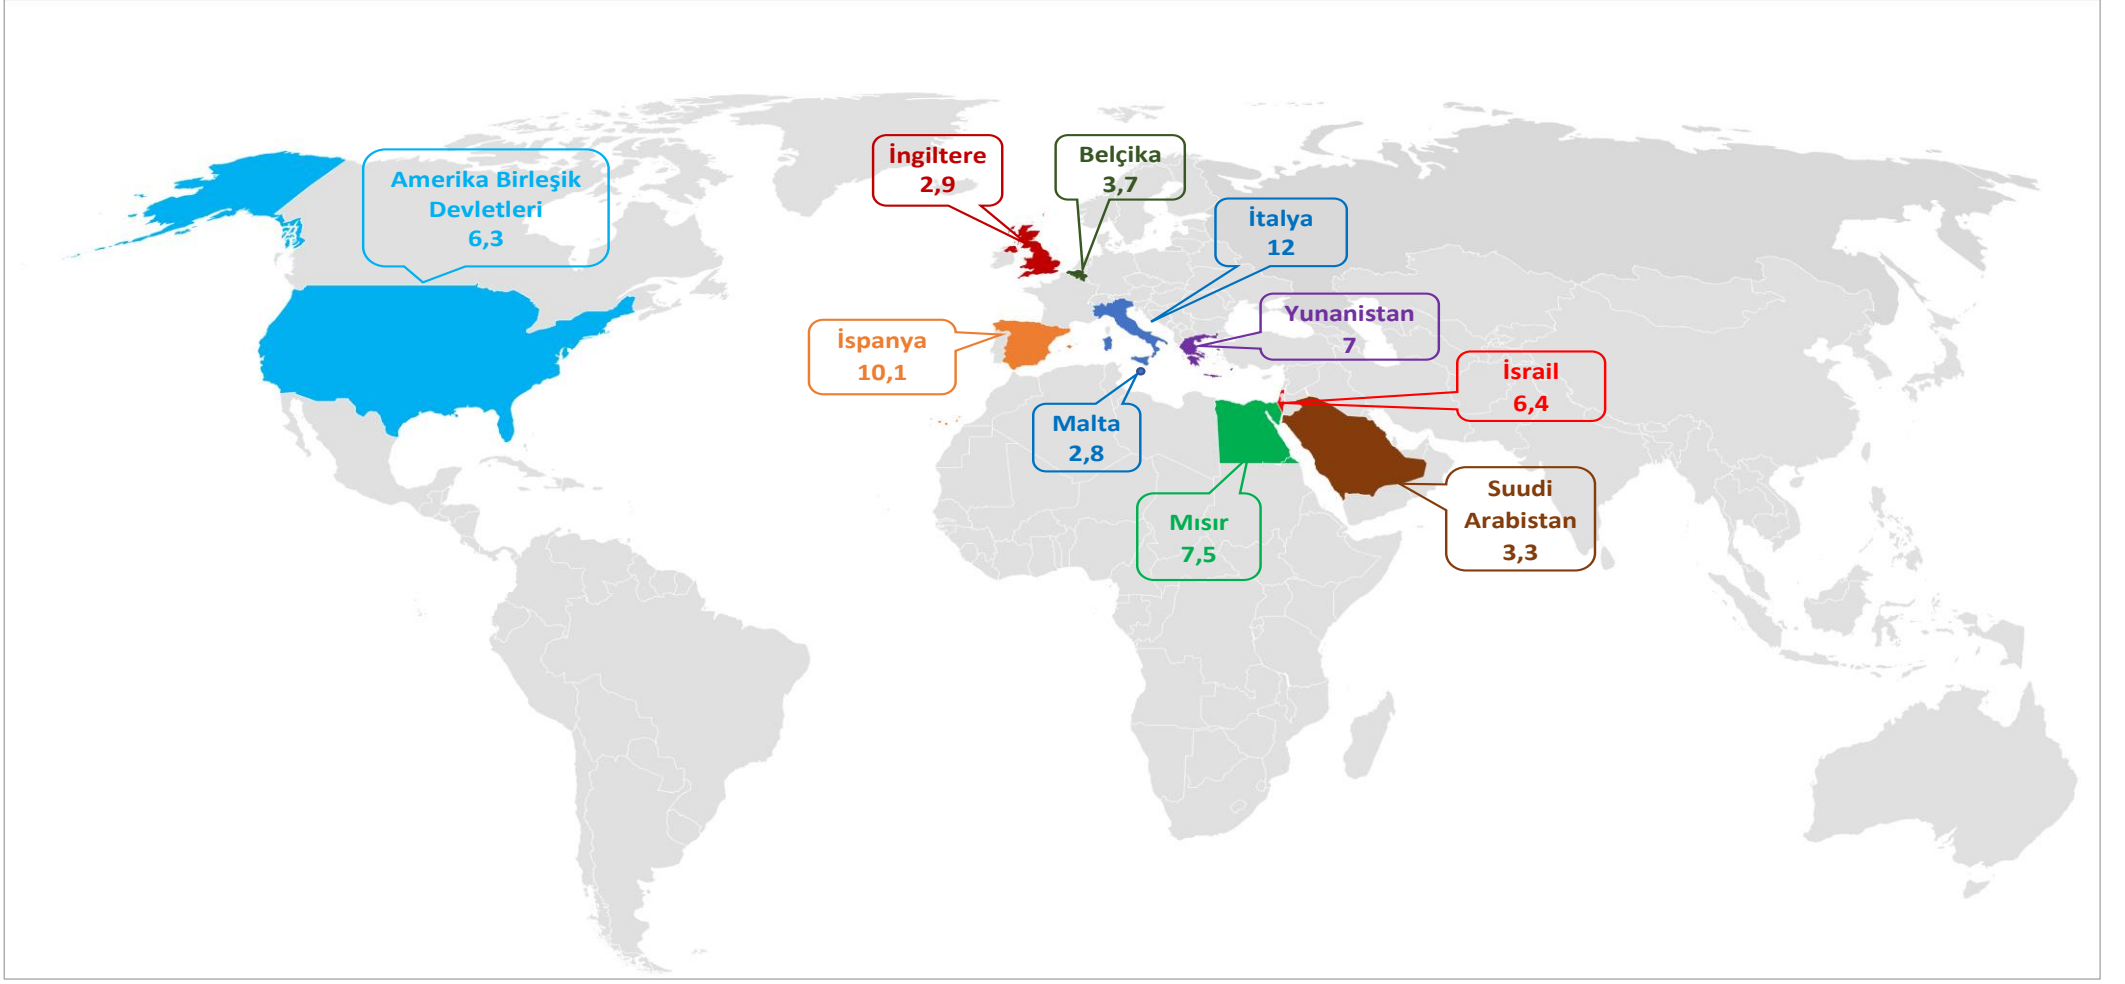 İngiltere
2,9
Belçika
3,7
Amerika Birleşik
Devletleri
6,3
İtalya
12
Yunanistan
7
İspanya
10,1
İsrail
6,4
Malta
2,8
Suudi
Arabistan
3,3
Mısır
7,5